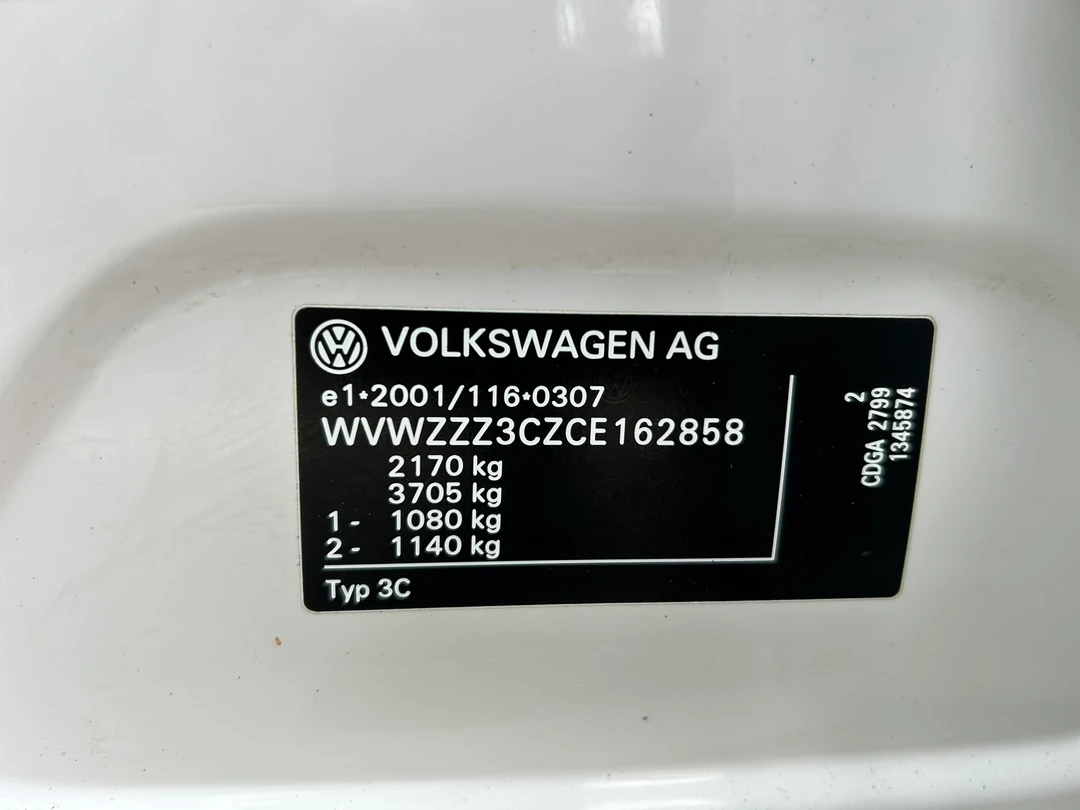 VOLKSWAGEN AG
e1*2001/116*0307
WVWZZZ3CZCE162858
2170 kg
3705 kg
1- 1080 kg
2- 1140 kg
Typ 3C
2
CDGA 2799
1345874